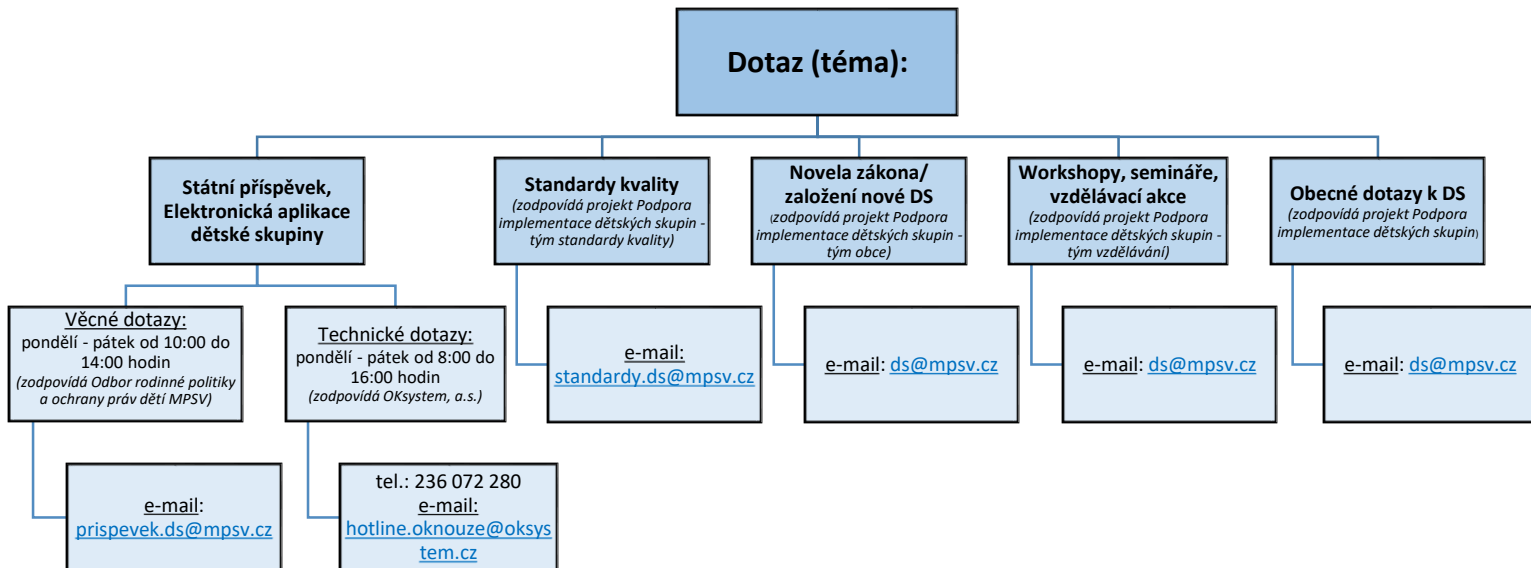 Dotaz (téma):
Státní příspěvek,
Elektronická aplikace
dětské skupiny
Standardy kvality
(zodpovídá projekt Podpora
implementace dětských skupin -
tým standardy kvality)
Novela zákona/
založení nové DS
(zodpovídá projekt Podpora
implementace dětských skupin -
tým obce)
Workshopy, semináře,
vzdělávací akce
(zodpovídá projekt Podpora
implementace dětských skupin -
tým vzdělávání)
Obecné dotazy k DS
(zodpovídá projekt Podpora
implementace dětských skupin)
Věcné dotazy:
pondělí - pátek od 10:00 do
14:00 hodin
(zodpovídá Odbor rodinné politiky
a ochrany práv dětí MPSV)
Technické dotazy:
pondělí - pátek od 8:00 do
16:00 hodin
(zodpovídá OKsystem, a.s.)
e-mail:
standardy.ds@mpsv.cz
e-mail: ds@mpsv.cz
e-mail: ds@mpsv.cz
e-mail: ds@mpsv.cz
e-mail:
prispevek.ds@mpsv.cz
tel.: 236 072 280
e-mail:
hotline.oknouze@oksys
tem.cz